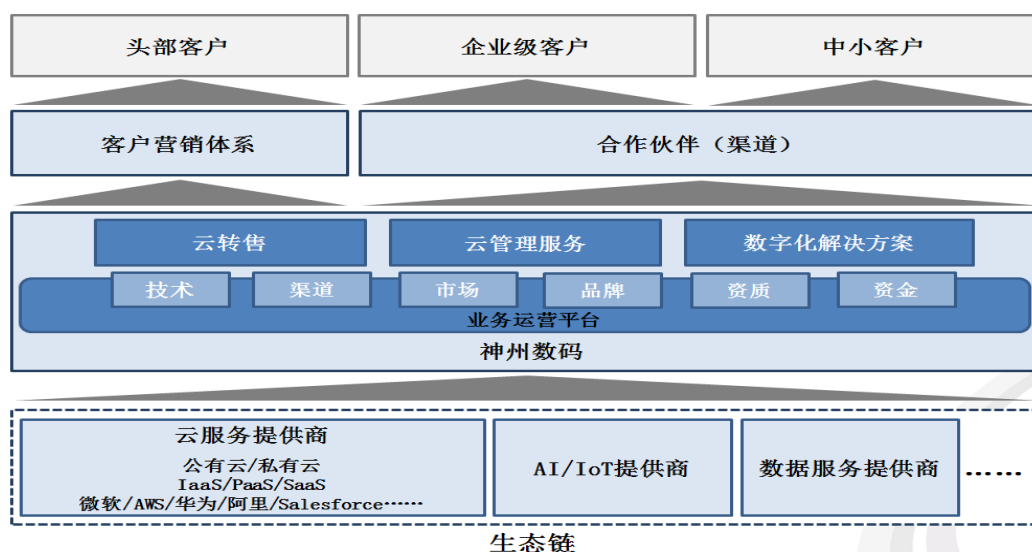 头部客户
企业级客户
中小客户
客户营销体系
合作伙伴（渠道）
云转售
云管理服务
数字化解决方案
技术
渠道
市场
品牌
资质
资金
业务运营平台
神州数码
云服务提供商
公有云/私有云
IaaS/PaaS/SaaS
微软/AWS/华为/阿里/Salesforce……
AI/IoT提供商
数据服务提供商
……
生态链